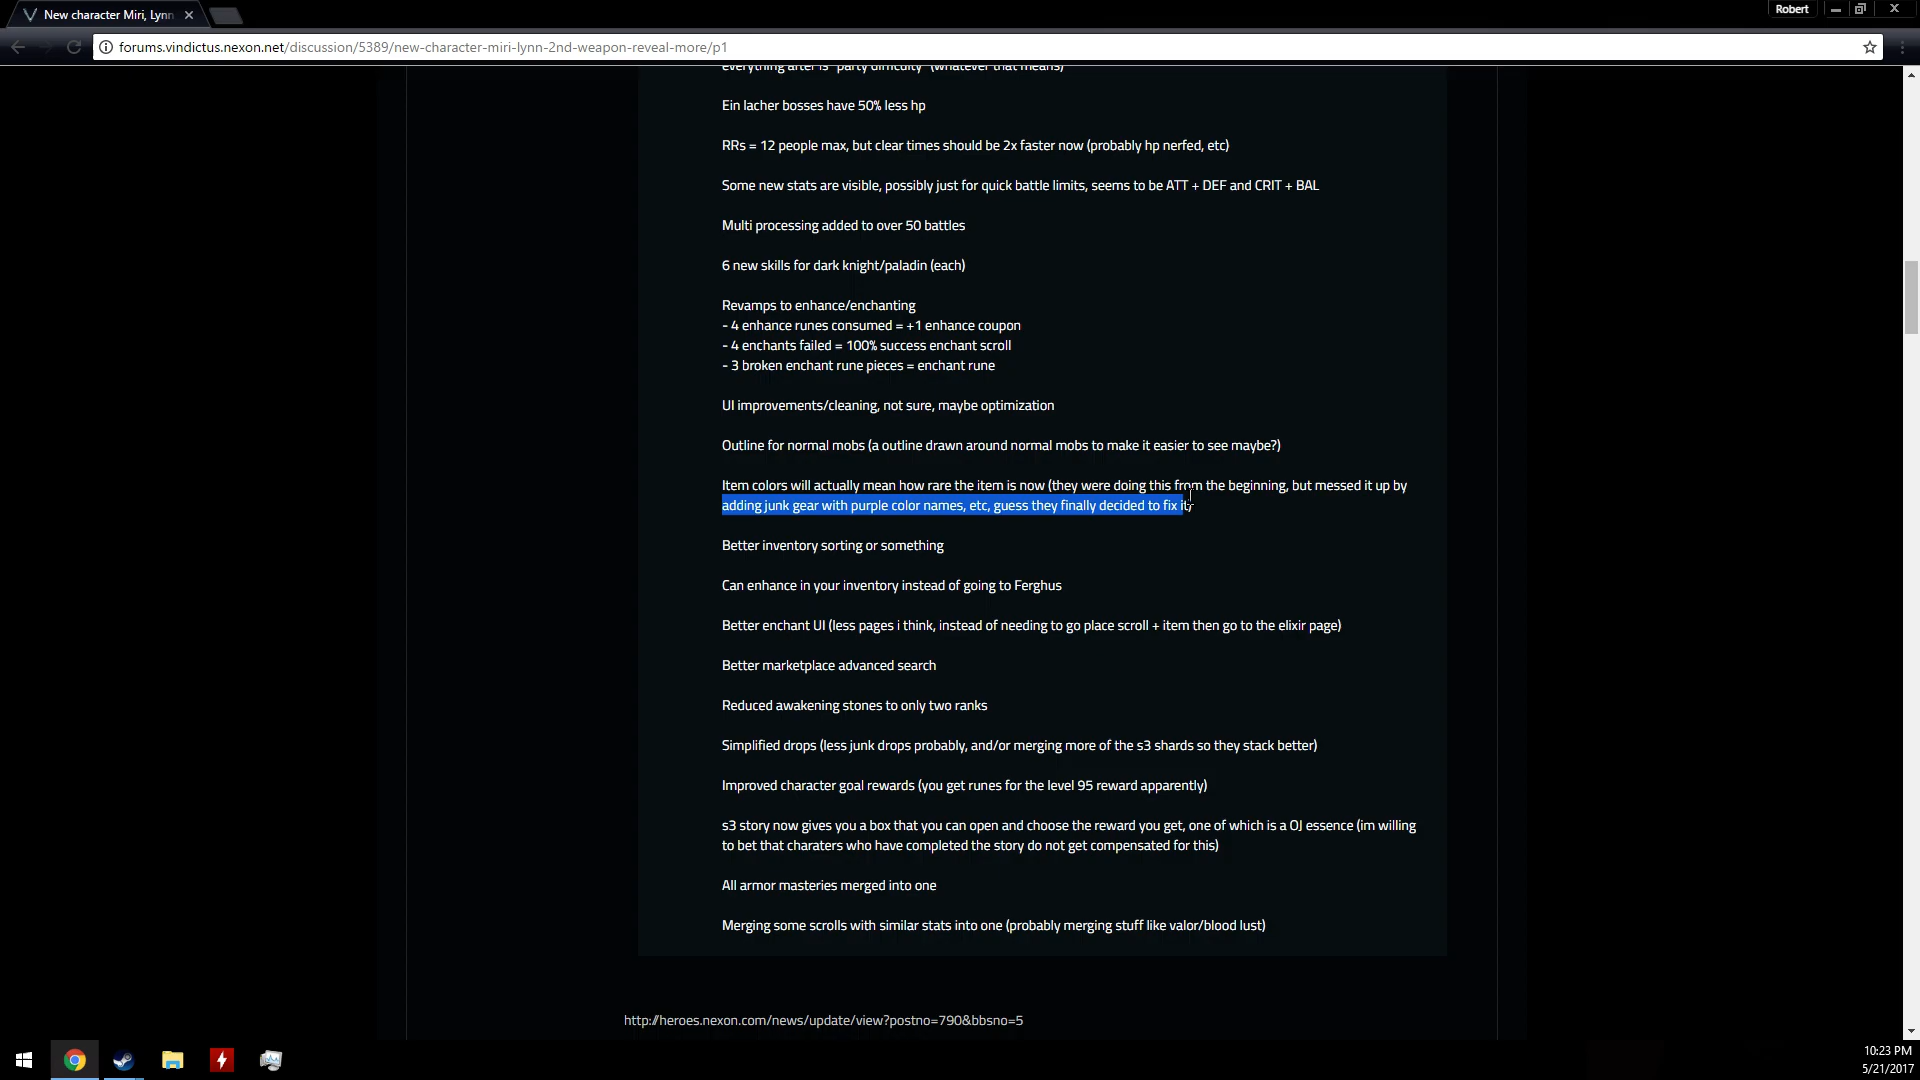 New character Miri, Lynn
Robert
forums.vindictus.nexon.net/discussion/5389/new-character-miri-lynn-2nd-weapon-reveal-more/p1
everything after is "party difficulty" (whatever that means)
Ein lacher bosses have 50% less hp
RRs = 12 people max, but clear times should be 2x faster now (probably hp nerfed, etc)
Some new stats are visible, possibly just for quick battle limits, seems to be ATT + DEF and CRIT + BAL
Multi processing added to over 50 battles
6 new skills for dark knight/paladin (each)
Revamps to enhance/enchanting
- 4 enhance runes consumed = +1 enhance coupon
- 4 enchants failed = 100% success enchant scroll
- 3 broken enchant rune pieces = enchant rune
UI improvements/cleaning, not sure, maybe optimization
Outline for normal mobs (a outline drawn around normal mobs to make it easier to see maybe?)
Item colors will actually mean how rare the item is now (they were doing this from the beginning, but messed it up by
adding junk gear with purple color names, etc, guess they finally decided to fix it)
Better inventory sorting or something
Can enhance in your inventory instead of going to Ferghus
Better enchant UI (less pages i think, instead of needing to go place scroll + item then go to the elixir page)
Better marketplace advanced search
Reduced awakening stones to only two ranks
Simplified drops (less junk drops probably, and/or merging more of the s3 shards so they stack better)
Improved character goal rewards (you get runes for the level 95 reward apparently)
s3 story now gives you a box that you can open and choose the reward you get, one of which is a OJ essence (im willing
to bet that charaters who have completed the story do not get compensated for this)
All armor masteries merged into one
Merging some scrolls with similar stats into one (probably merging stuff like valor/blood lust)
http://heroes.nexon.com/news/update/view?postno=790&bbsno=5
10:23 PM
5/21/2017